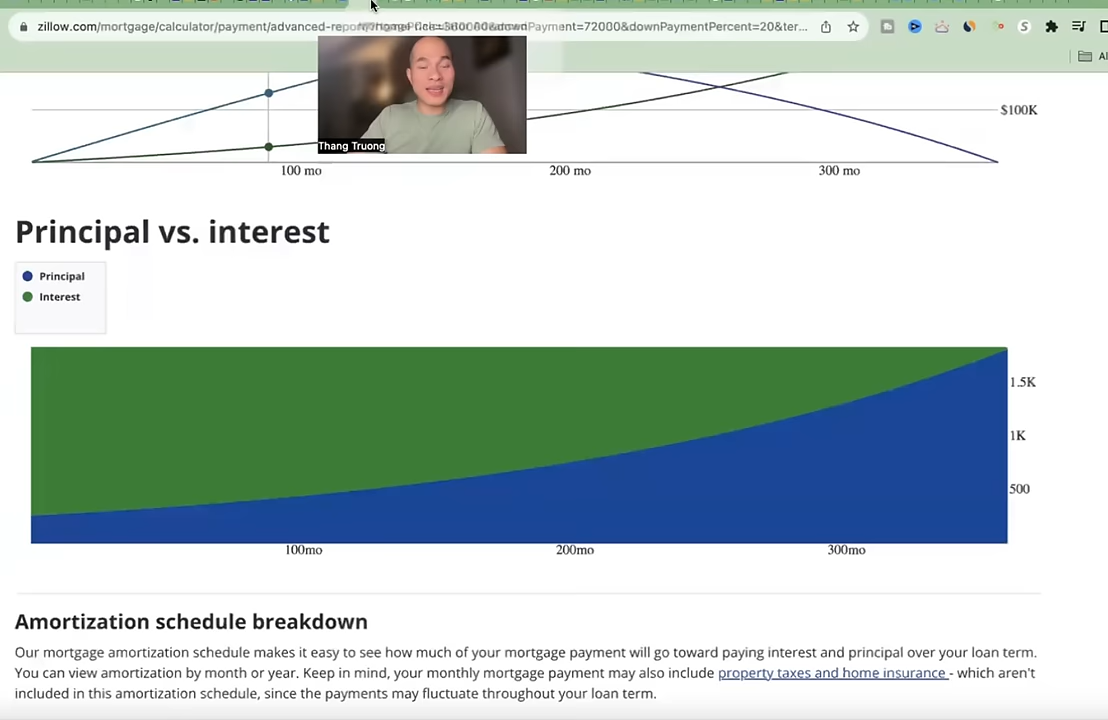 zillow.com/mortgage/calculator/payment/advanced-report/?HomePrice=360000&downPayment=72000&downPaymentPercent=20&ter...
Thang Truong
$100K
100 mo
200 mo
300 mo
Principal vs. interest
Principal
Interest
1.5K
1K
500
100mo
200mo
300mo
Amortization schedule breakdown
Our mortgage amortization schedule makes it easy to see how much of your mortgage payment will go toward paying interest and principal over your loan term.
You can view amortization by month or year. Keep in mind, your monthly mortgage payment may also include property taxes and home insurance - which aren't
included in this amortization schedule, since the payments may fluctuate throughout your loan term.